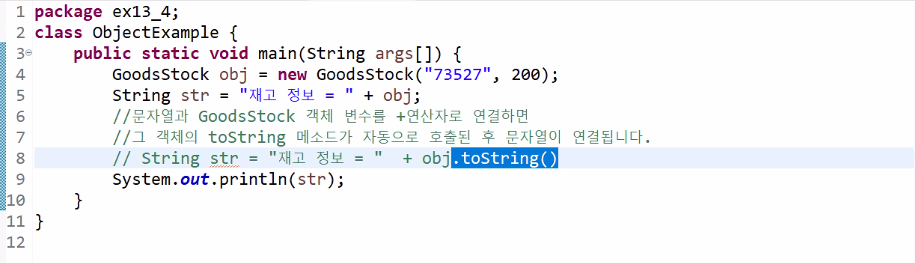 1 package ex13_4;
2 class ObjectExample {
3 public static void main(String args[]) {
4 GoodsStock obj = new GoodsStock("73527", 200);
5 String str = "재고 정보 = " + obj;
6 //문자열과 GoodsStock 객체 변수를 +연산자로 연결하면
7 //그 객체의 toString 메소드가 자동으로 호출된 후 문자열이 연결됩니다.
8 // String str = "재고 정보 = "  + obj.toString()
9 System.out.println(str);
10 }
11 }
12